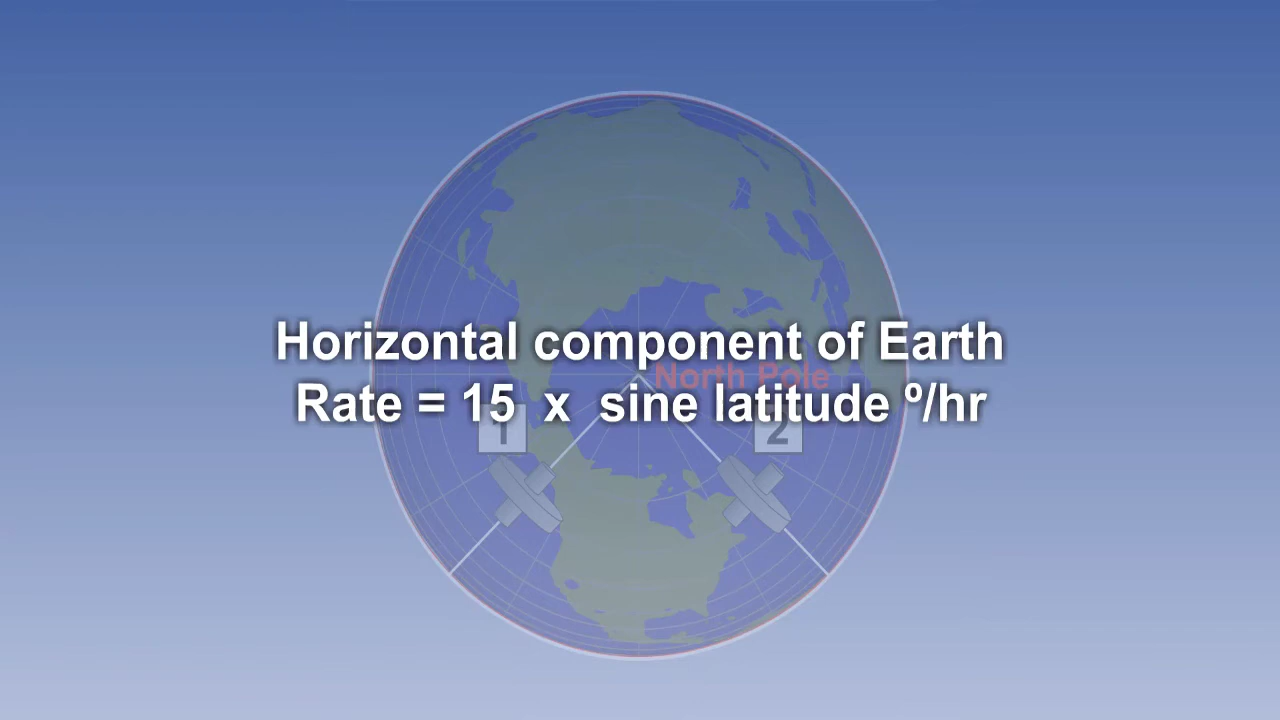 Horizontal component of Earth
North Pole
Rate = 15 x sine latitude º/hr
1
2